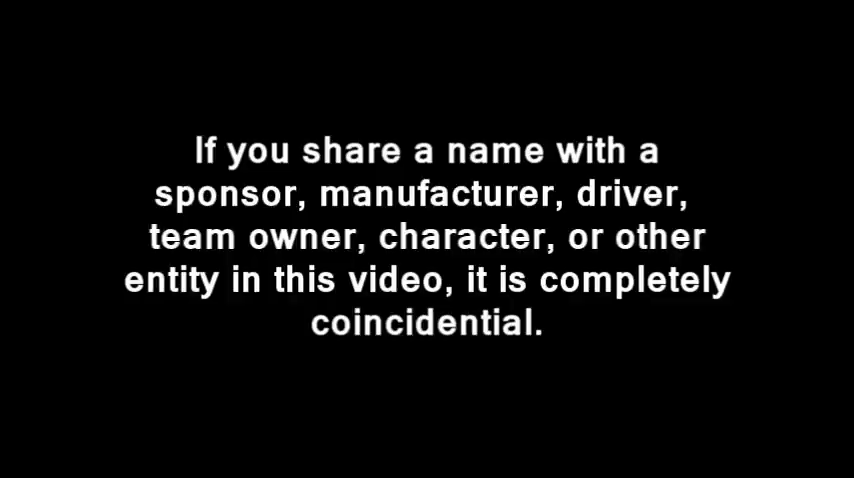 If you share a name with a
sponsor, manufacturer, driver,
team owner, character, or other
entity in this video, it is completely
coincidential.